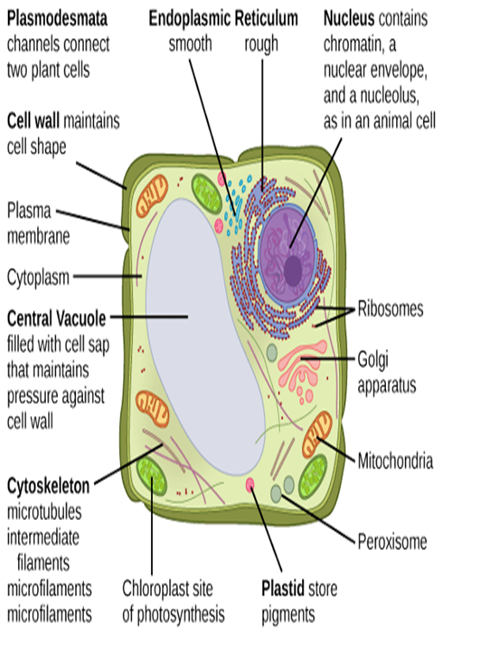 Plasmodesmata
channels connect
two plant cells
Endoplasmic Reticulum
smooth rough
Nucleus contains
chromatin, a
nuclear envelope,
and a nucleolus,
as in an animal cell
Cell wall maintains
cell shape
Plasma
membrane
Cytoplasm
Central Vacuole
filled with cell sap
that maintains
pressure against
cell wall
Ribosomes
Golgi
apparatus
Mitochondria
Cytoskeleton
microtubules
intermediate
filaments
microfilaments
microfilaments
Peroxisome
Chloroplast site
of photosynthesis
Plastid store
pigments